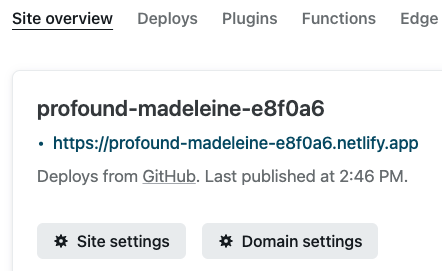 Site overview Deploys Plugins Functions Edge
profound-madeleine-e8f0a6
• https://profound-madeleine-e8f0a6.netlify.app
Deploys from GitHub. Last published at 2:46 PM.
Site settings Domain settings